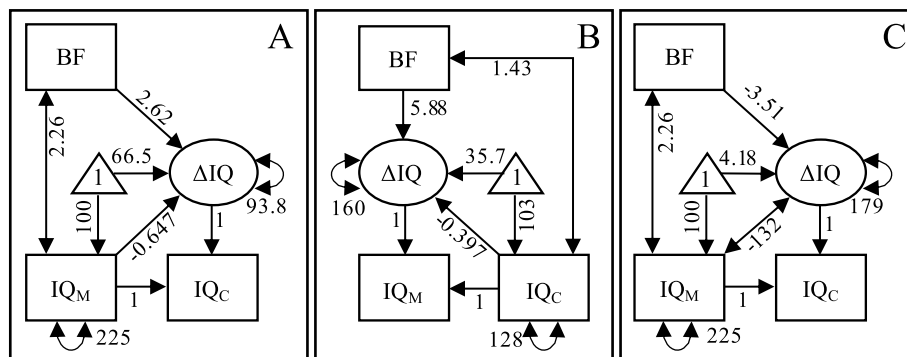 A
BF
2.62
2.26
66.5
1
ΔIQ
93.8
100
-0.647
1
IQM
1
IQC
225
B
BF
1.43
5.88
ΔIQ
35.7
1
160
1
-0.397
103
IQM
1
IQC
128
C
BF
-3.51
2.26
4.18
1
ΔIQ
179
100
-132
1
IQM
1
IQC
225